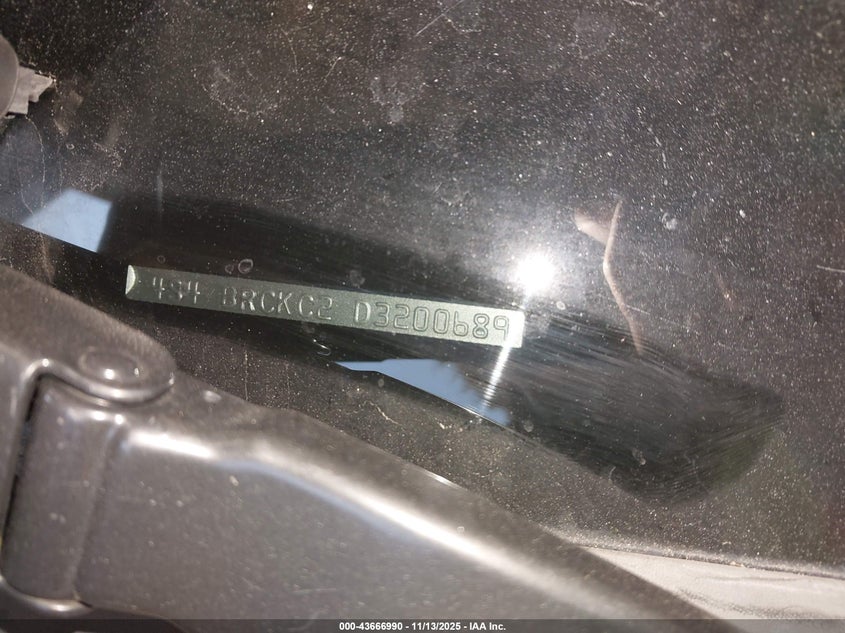 4S4 BRCKC2 D3200689
000-43666990 - 11/13/2025 - IAA Inc.